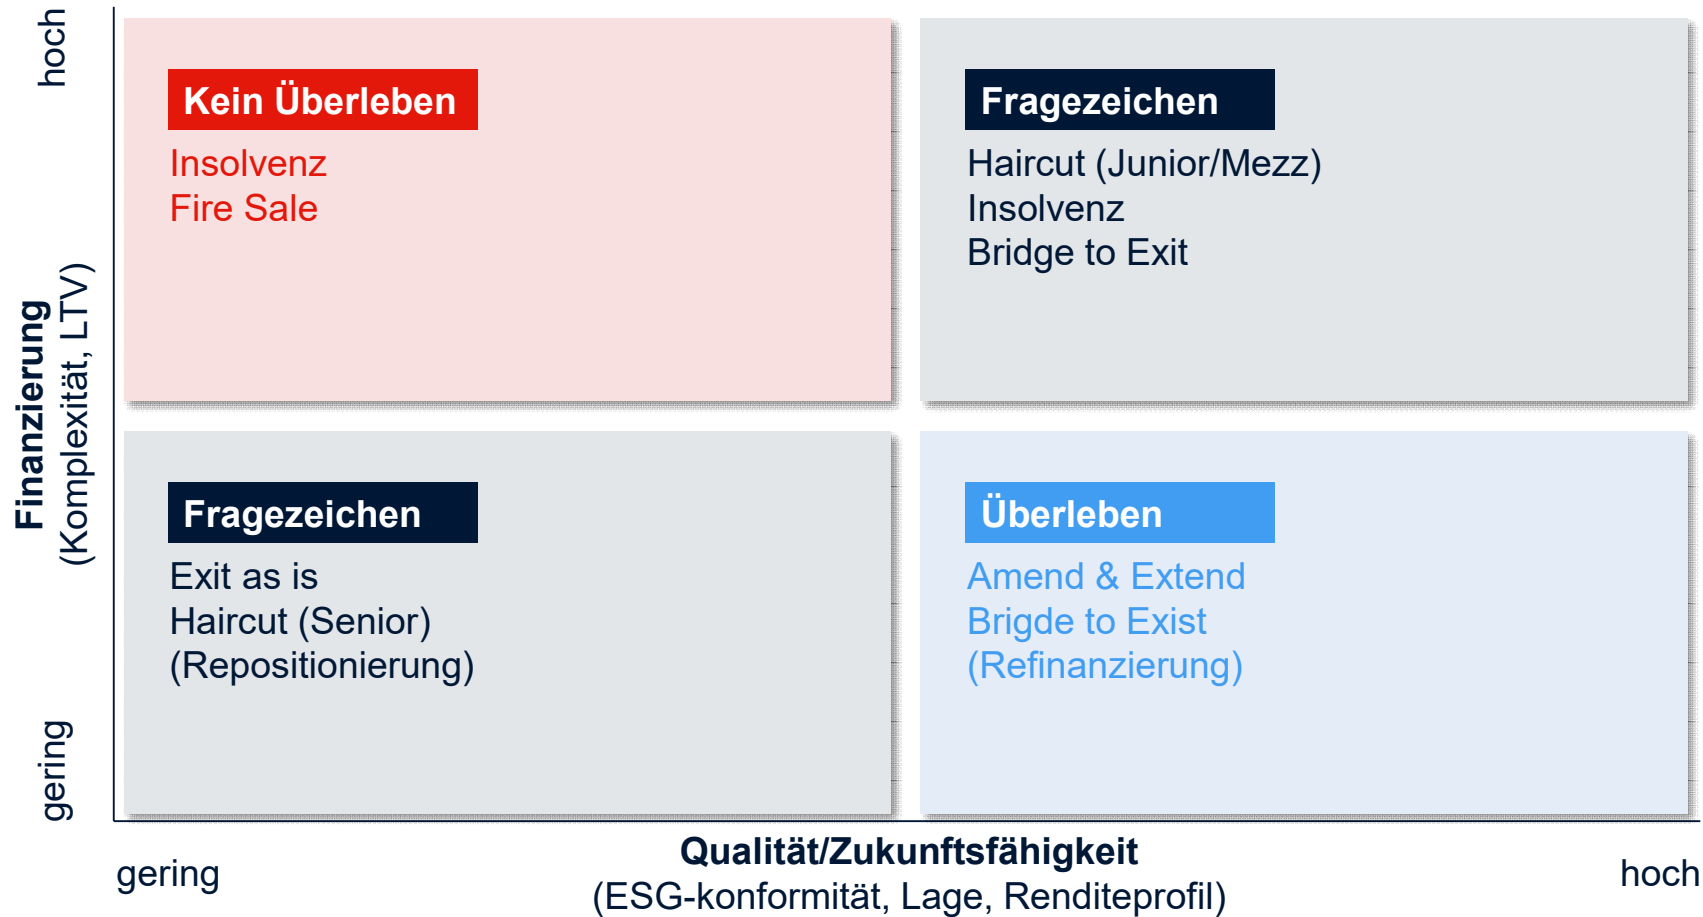 hoch
Kein Überleben
Insolvenz
Fire Sale
Fragezeichen
Haircut (Junior/Mezz)
Insolvenz
Bridge to Exit
Finanzierung
(Komplexität, LTV)
Fragezeichen
Exit as is
Haircut (Senior)
(Repositionierung)
Überleben
Amend & Extend
Brigde to Exist
(Refinanzierung)
gering
gering
Qualität/Zukunftsfähigkeit
(ESG-konformität, Lage, Renditeprofil)
hoch